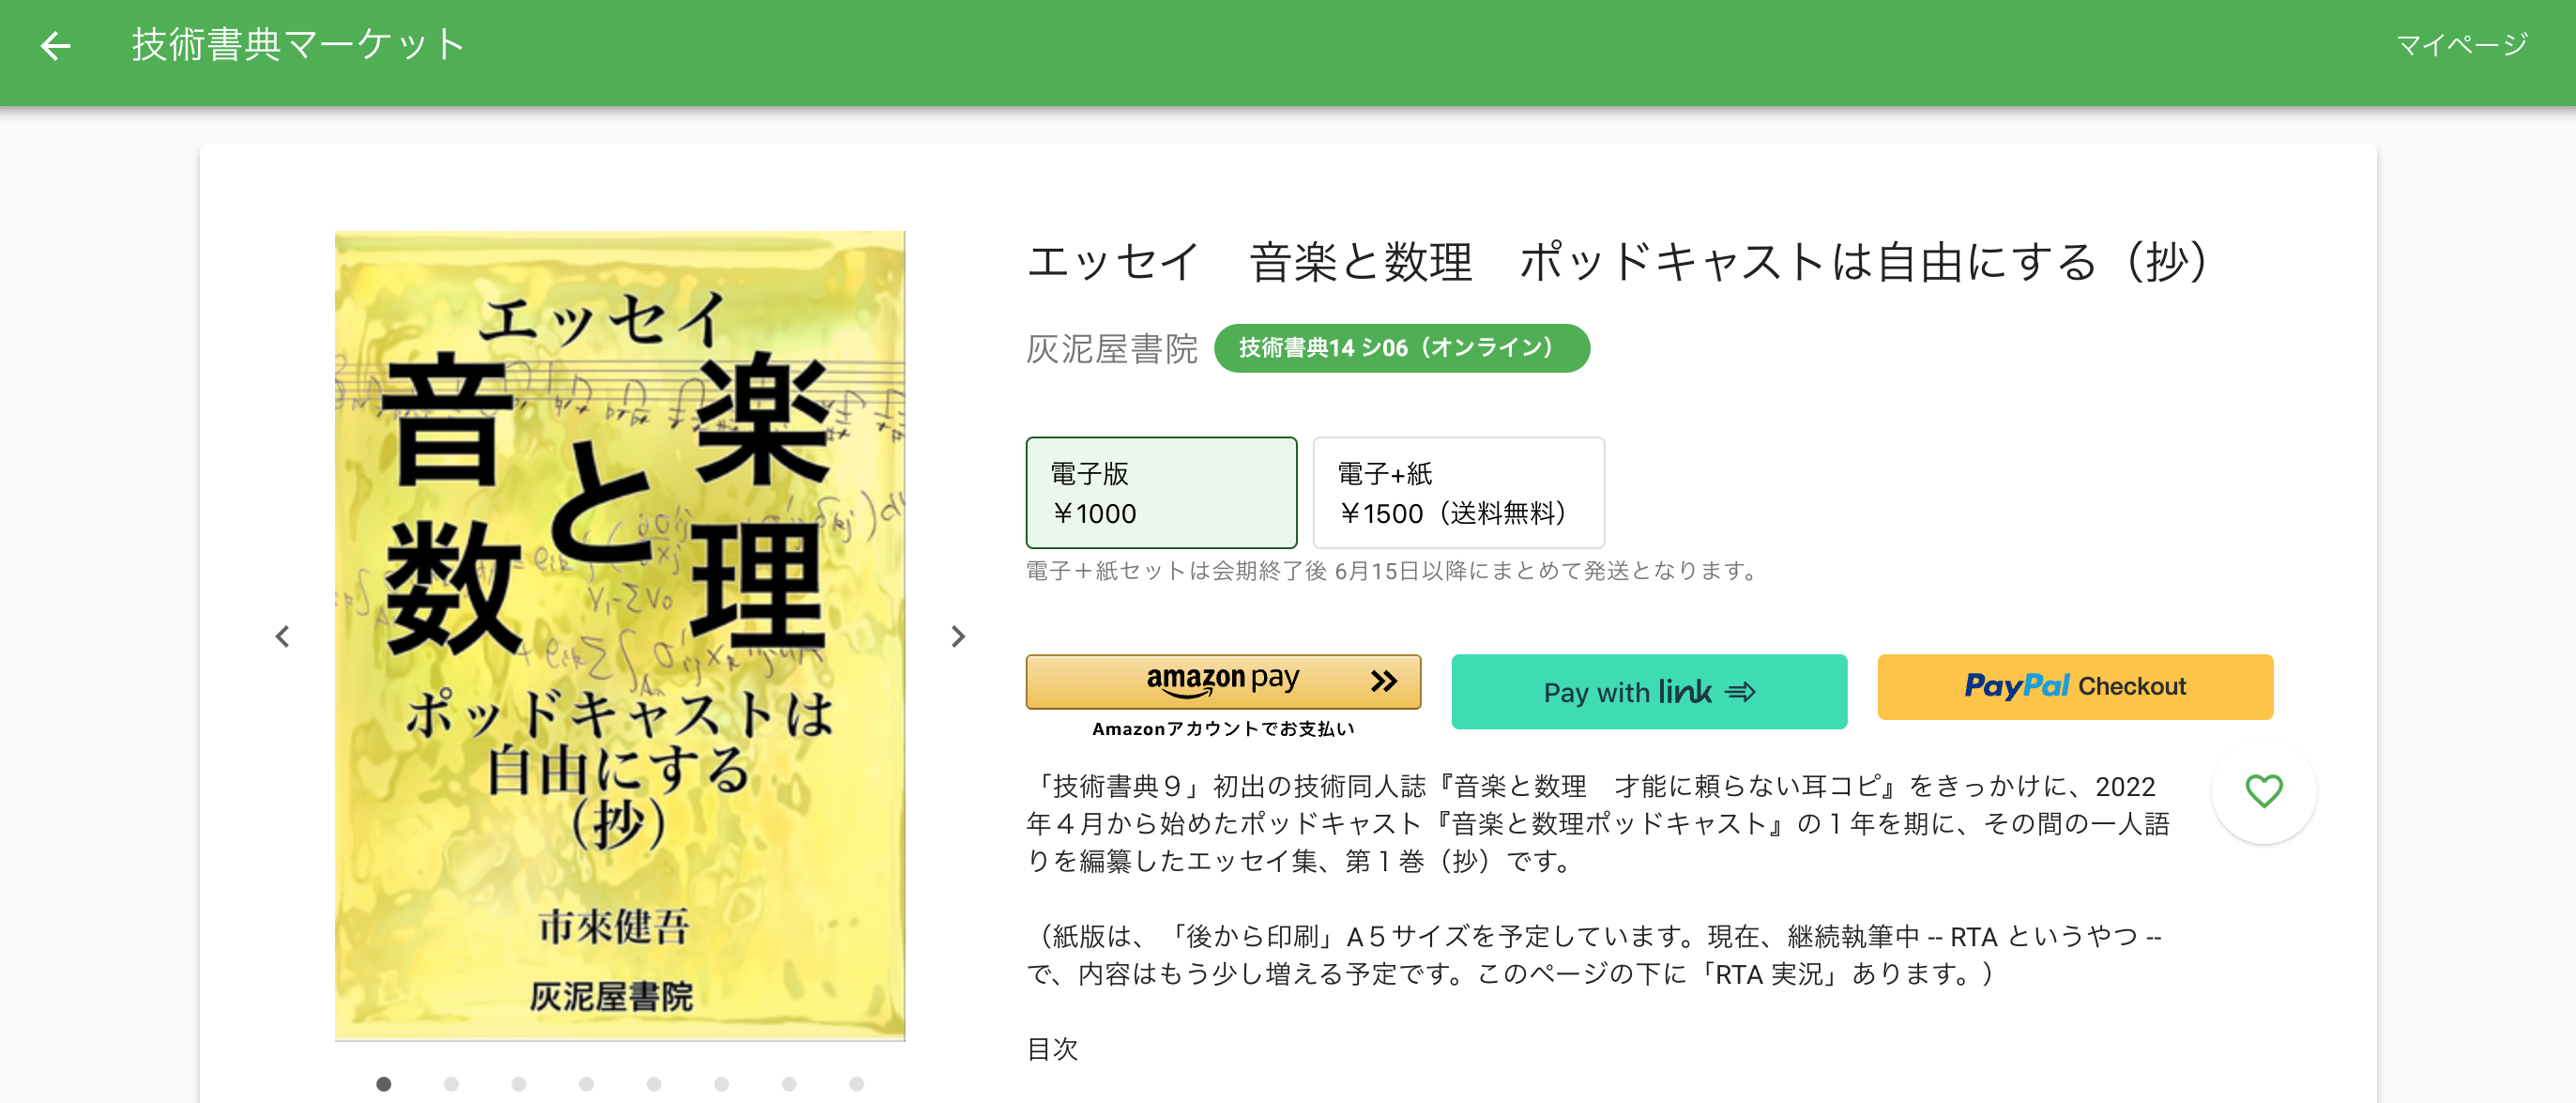 技術書典マーケット
マイページ
エッセイ
音楽
と
数理
ポッドキャストは
自由にする
（抄）
市來健吾
灰泥屋書院
エッセイ　音楽と数理　ポッドキャストは自由にする（抄）
灰泥屋書院
技術書典14 シ06（オンライン）
電子版
￥1000
電子+紙
￥1500（送料無料）
電子＋紙セットは会期終了後 6月15日以降にまとめて発送となります。
amazon pay
Amazonアカウントでお支払い
Pay with link
PayPal Checkout
「技術書典９」初出の技術同人誌『音楽と数理　才能に頼らない耳コピ』をきっかけに、2022
年４月から始めたポッドキャスト『音楽と数理ポッドキャスト』の１年を期に、その間の一人語
りを編纂したエッセイ集、第１巻（抄）です。
（紙版は、「後から印刷」A５サイズを予定しています。現在、継続執筆中 -- RTA というやつ --
で、内容はもう少し増える予定です。このページの下に「RTA 実況」あります。）
目次